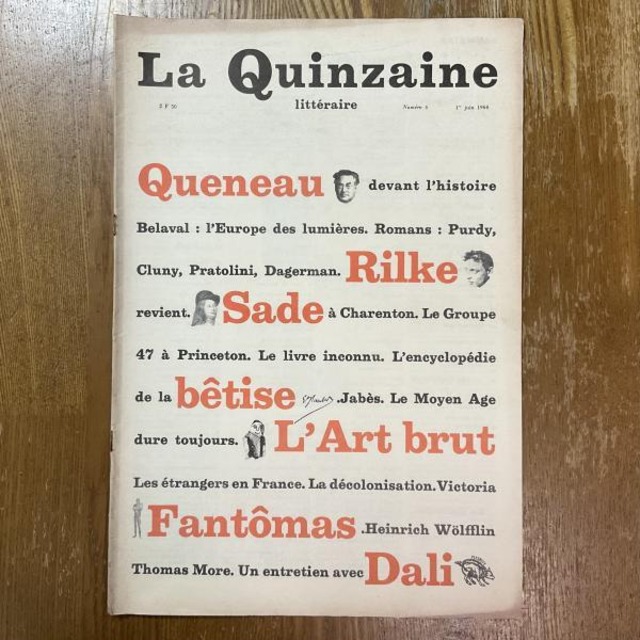 La Quinzaine
littéraire
2 F 50 Numéro 6 1er juin 1966
Queneau devant l'histoire
Belaval : l'Europe des lumières. Romans : Purdy,
Cluny, Pratolini, Dagerman. Rilke
revient. Sade à Charenton. Le Groupe
47 à Princeton. Le livre inconnu. L'encyclopédie
de la bêtise .Jabès. Le Moyen Age
dure toujours. L'Art brut
Les étrangers en France. La décolonisation.Victoria
Fantômas .Heinrich Wölfflin
Thomas More. Un entretien avec Dali